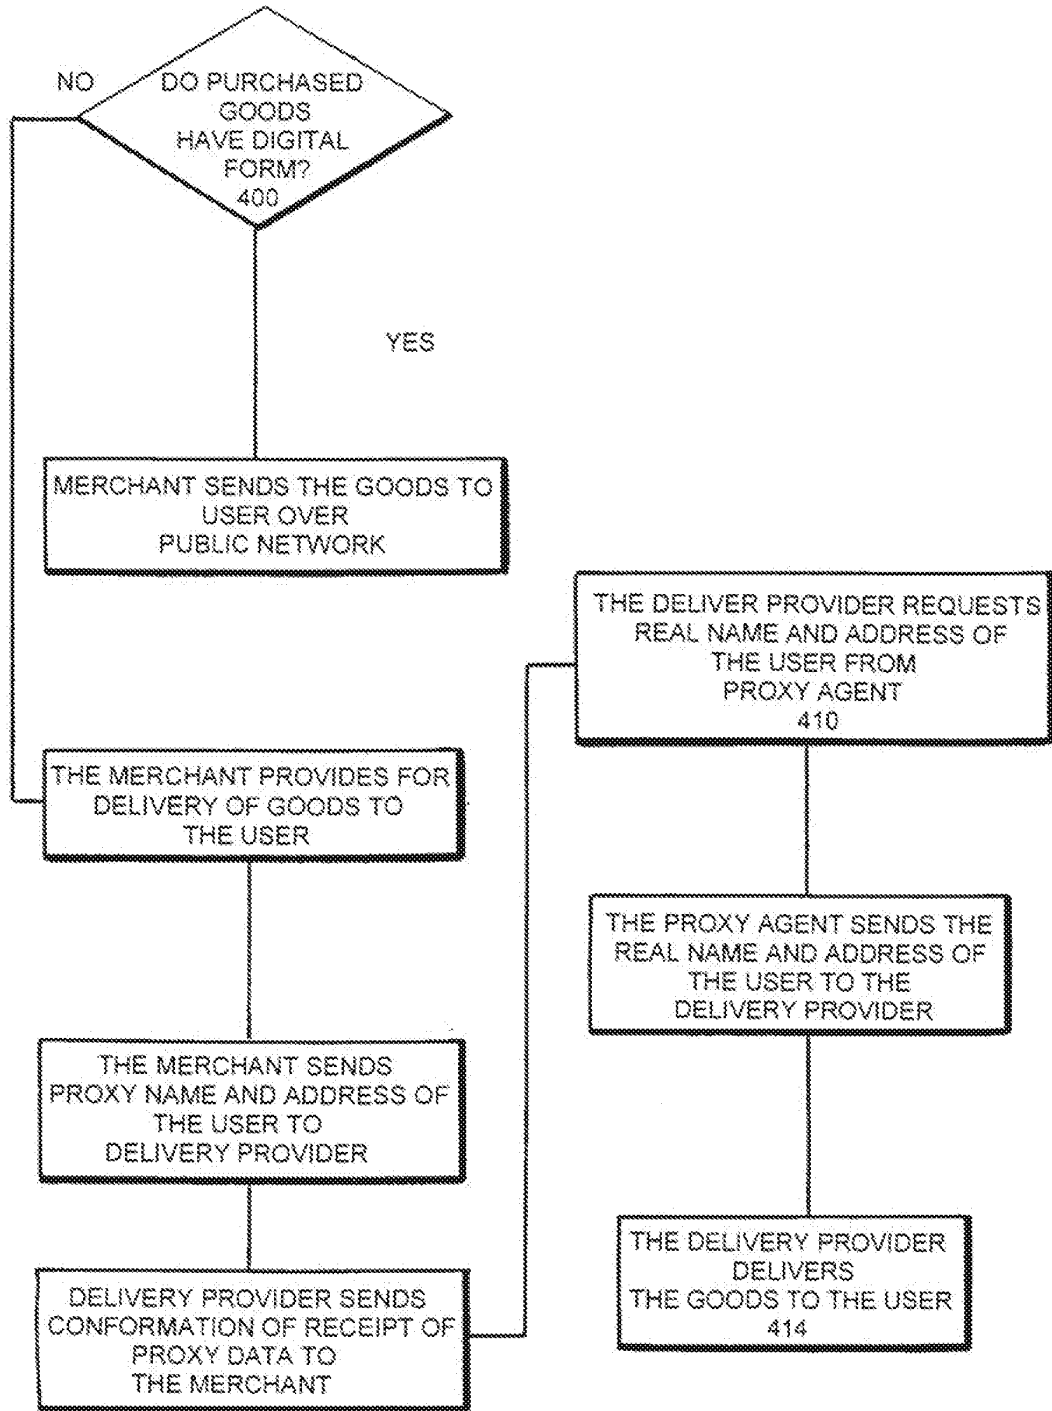 NO
DO PURCHASED
GOODS
HAVE DIGITAL
FORM?
400
YES
MERCHANT SENDS THE GOODS TO
USER OVER
PUBLIC NETWORK
THE MERCHANT PROVIDES FOR
DELIVERY OF GOODS TO
THE USER
THE MERCHANT SENDS
PROXY NAME AND ADDRESS OF
THE USER TO
DELIVERY PROVIDER
DELIVERY PROVIDER SENDS
CONFORMATION OF RECEIPT OF
PROXY DATA TO
THE MERCHANT
THE DELIVER PROVIDER REQUESTS
REAL NAME AND ADDRESS OF
THE USER FROM
PROXY AGENT
410
THE PROXY AGENT SENDS THE
REAL NAME AND ADDRESS OF
THE USER TO THE
DELIVERY PROVIDER
THE DELIVERY PROVIDER
DELIVERS
THE GOODS TO THE USER
414